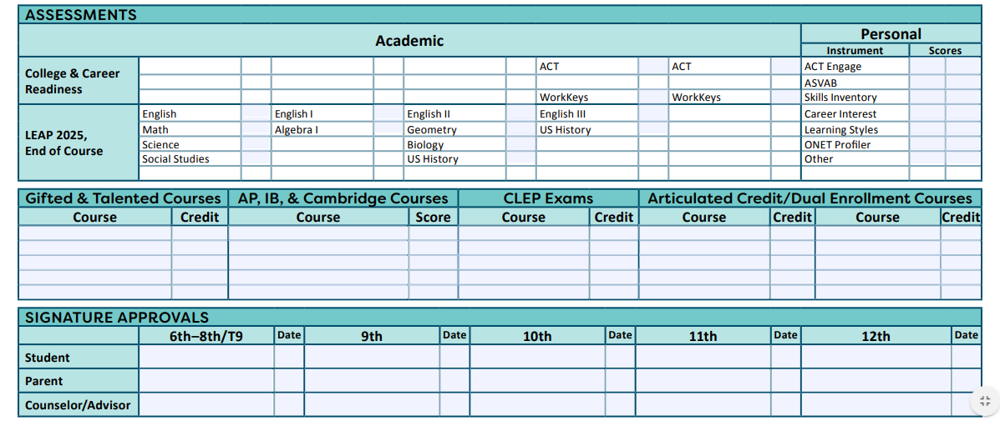 ASSESSMENTS
Academic
Personal
Instrument Scores
College & Career Readiness
ACT ACT ACT Engage
ASVAB
WorkKeys WorkKeys Skills Inventory
LEAP 2025, End of Course
English English I English II English III Career Interest
Math Algebra I Geometry US History Learning Styles
Science Biology ONET Profiler
Social Studies US History Other
Gifted & Talented Courses AP, IB, & Cambridge Courses CLEP Exams Articulated Credit/Dual Enrollment Courses
Course Credit Course Score Course Credit Course Credit Course Credit
SIGNATURE APPROVALS
6th–8th/T9 Date 9th Date 10th Date 11th Date 12th Date
Student
Parent
Counselor/Advisor